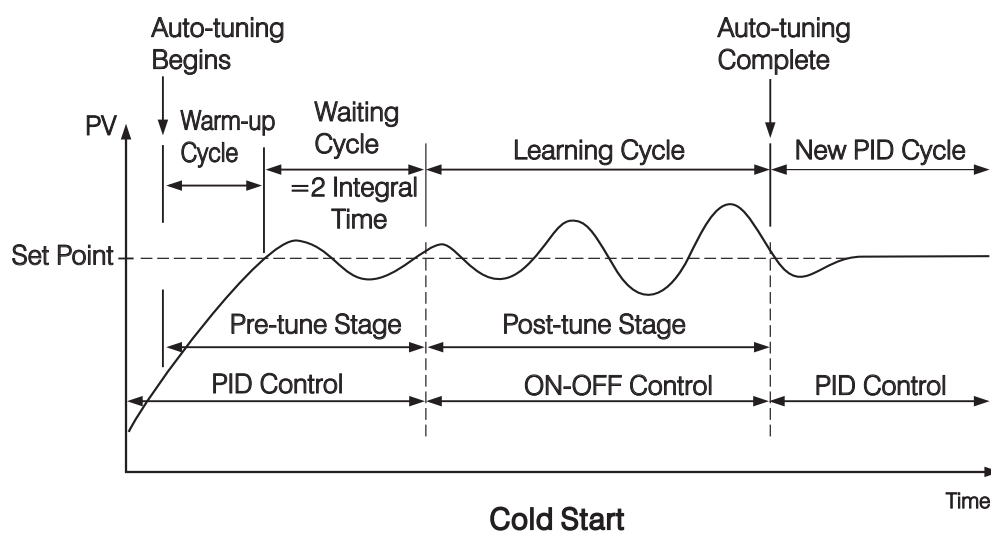 Auto-tuning
Begins
Auto-tuning
Complete
PV
Warm-up
Cycle
Waiting
Cycle
=2 Integral
Time
Learning Cycle
New PID Cycle
Set Point
Pre-tune Stage
Post-tune Stage
PID Control
ON-OFF Control
PID Control
Time
Cold Start